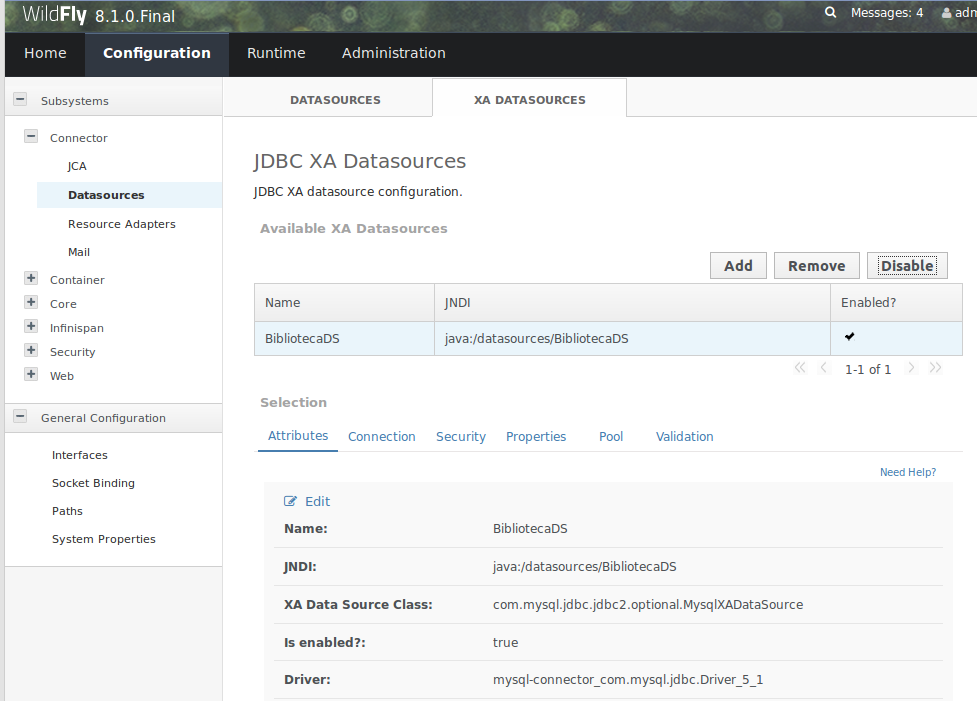 WildFly 8.1.0.Final Messages: 4
Home Configuration Runtime Administration
Subsystems
Connector
JCA
Datasources
Resource Adapters
Mail
Container
Core
Infinispan
Security
Web
General Configuration
Interfaces
Socket Binding
Paths
System Properties
DATASOURCES XA DATASOURCES
JDBC XA Datasources
JDBC XA datasource configuration.
Available XA Datasources
Add Remove Disable
Name JNDI Enabled?
BibliotecaDS java:/datasources/BibliotecaDS
1-1 of 1
Selection
Attributes Connection Security Properties Pool Validation
Need Help?
Edit
Name: BibliotecaDS
JNDI: java:/datasources/BibliotecaDS
XA Data Source Class: com.mysql.jdbc.jdbc2.optional.MysqlXADataSource
Is enabled?: true
Driver: mysql-connector_com.mysql.jdbc.Driver_5_1